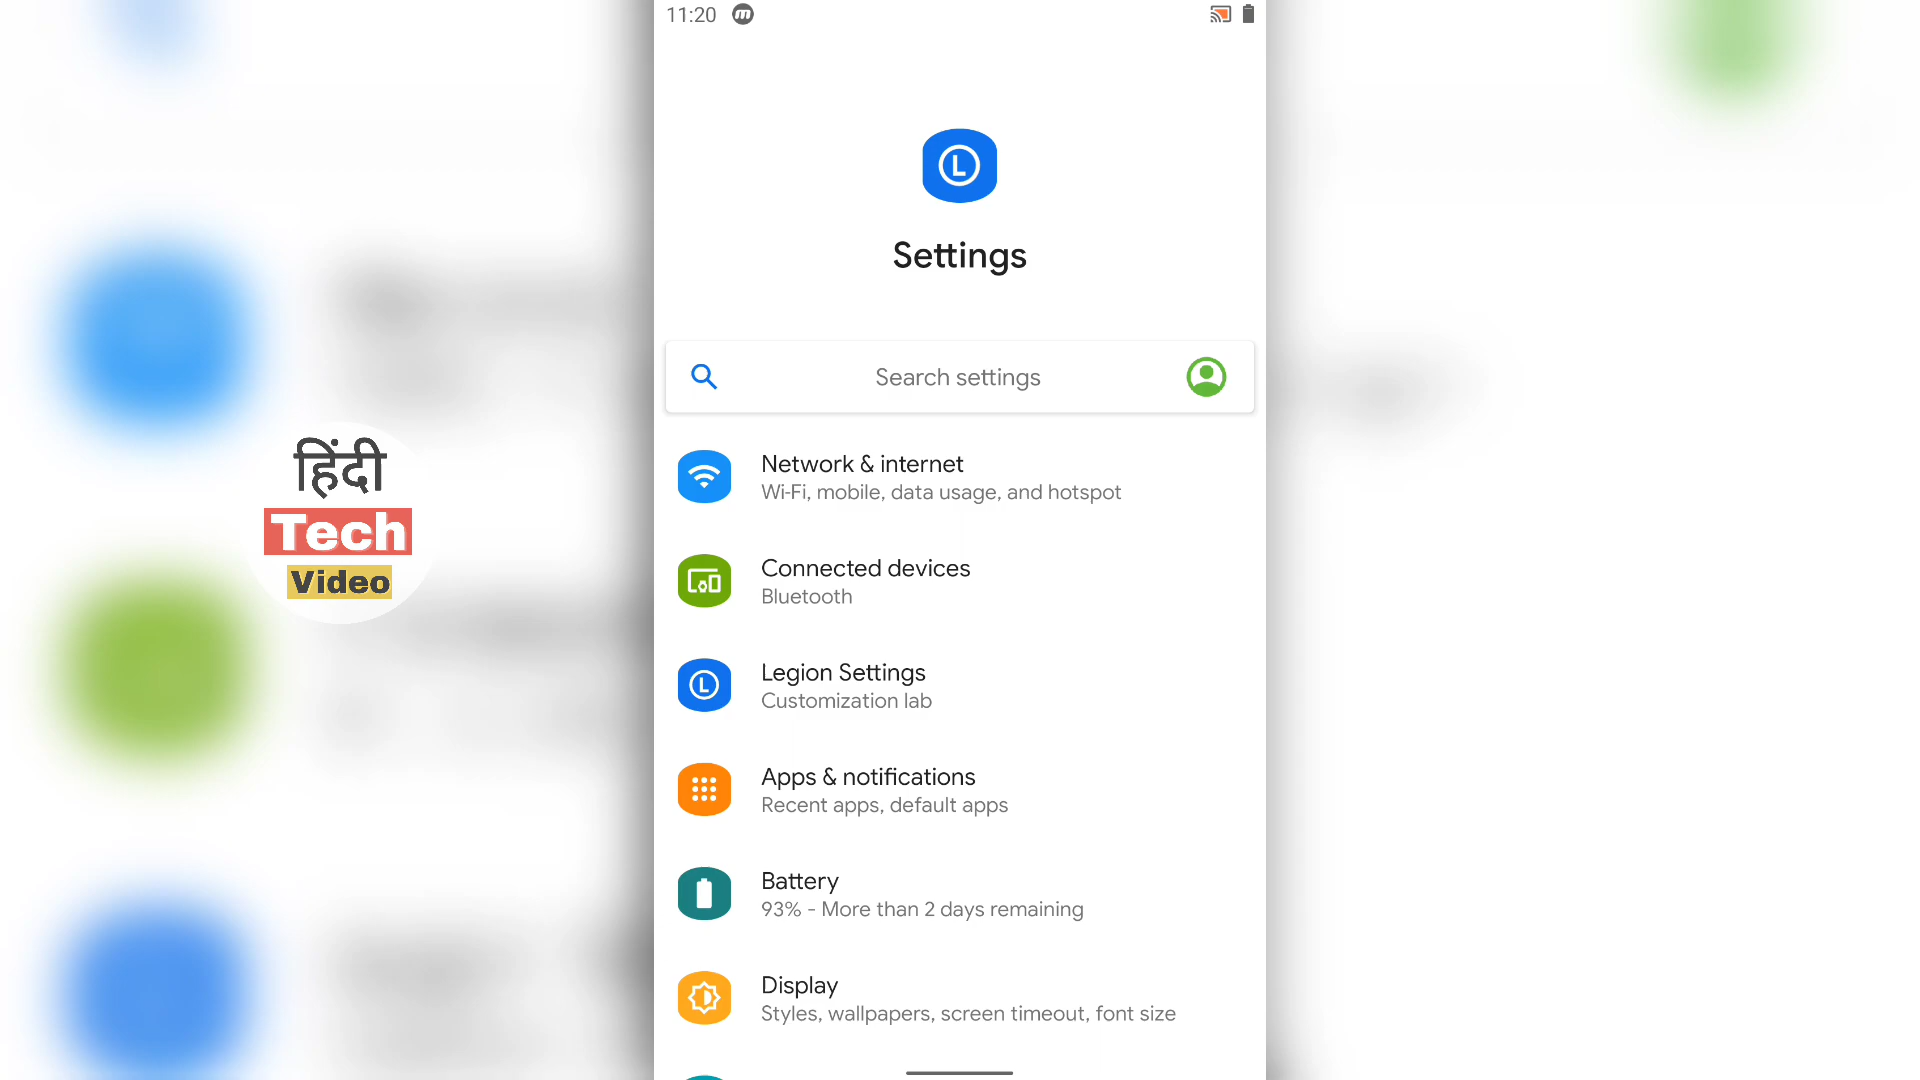 11:20
Settings
Search settings
Network & internet
Wi-Fi, mobile, data usage, and hotspot
Connected devices
Bluetooth
Legion Settings
Customization lab
Apps & notifications
Recent apps, default apps
Battery
93% - More than 2 days remaining
Display
Styles, wallpapers, screen timeout, font size
हिंदी
Tech
Video